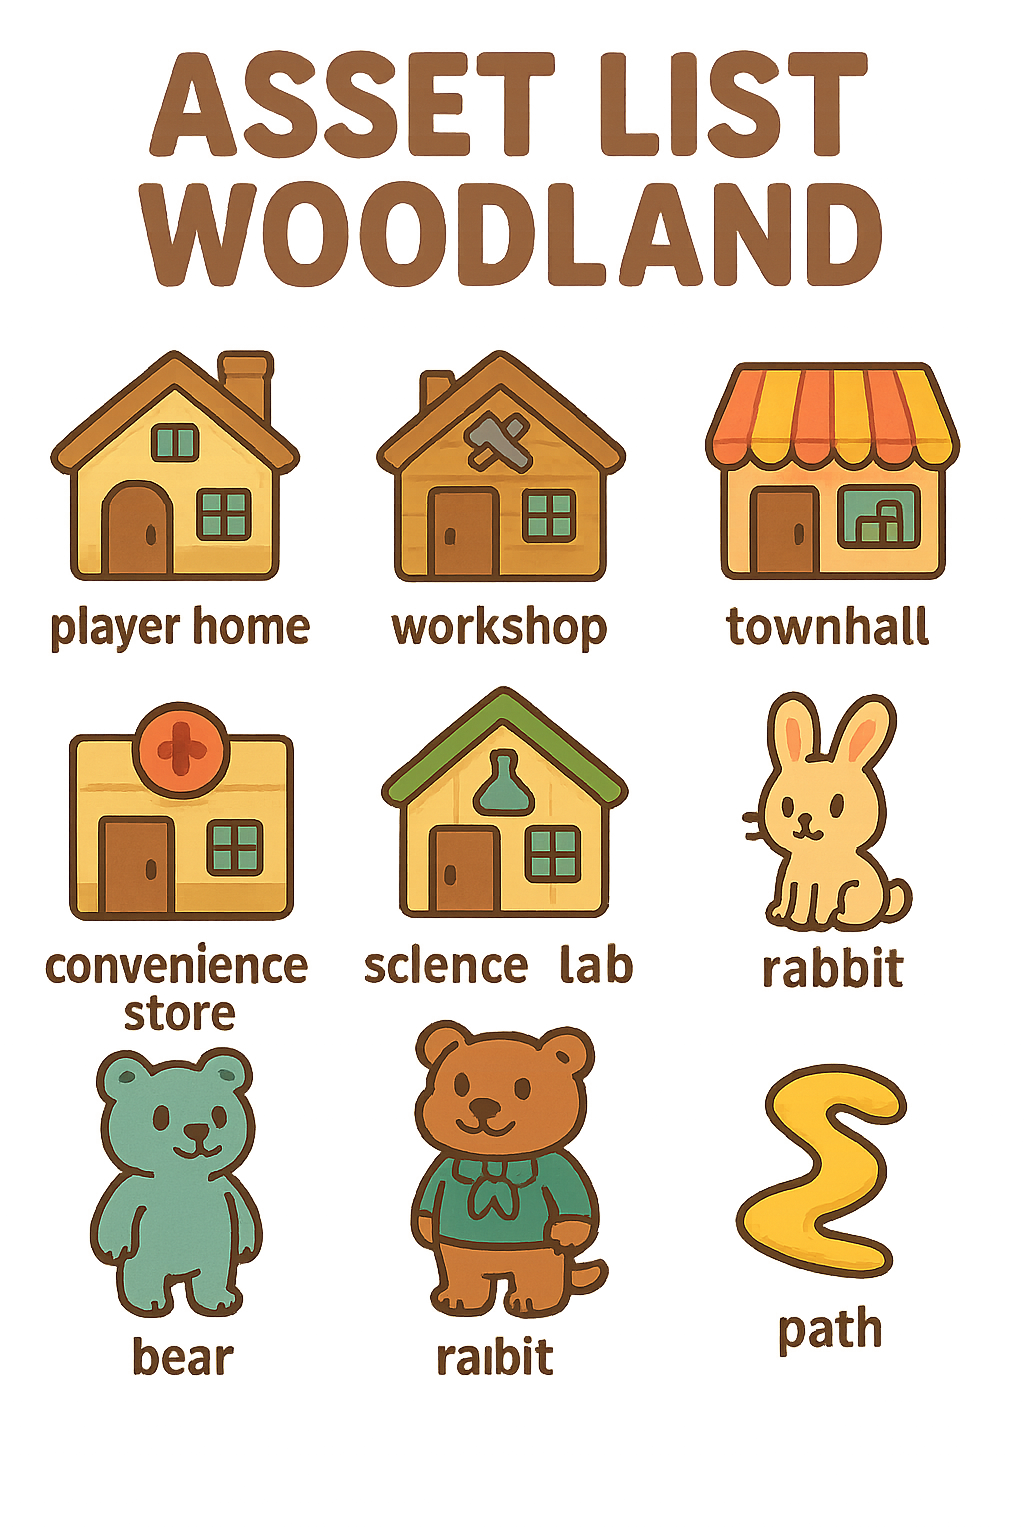 ASSET LIST
WOODLAND
player home
workshop
townhall
convenience
store
sclence lab
rabbit
bear
raıbit
path